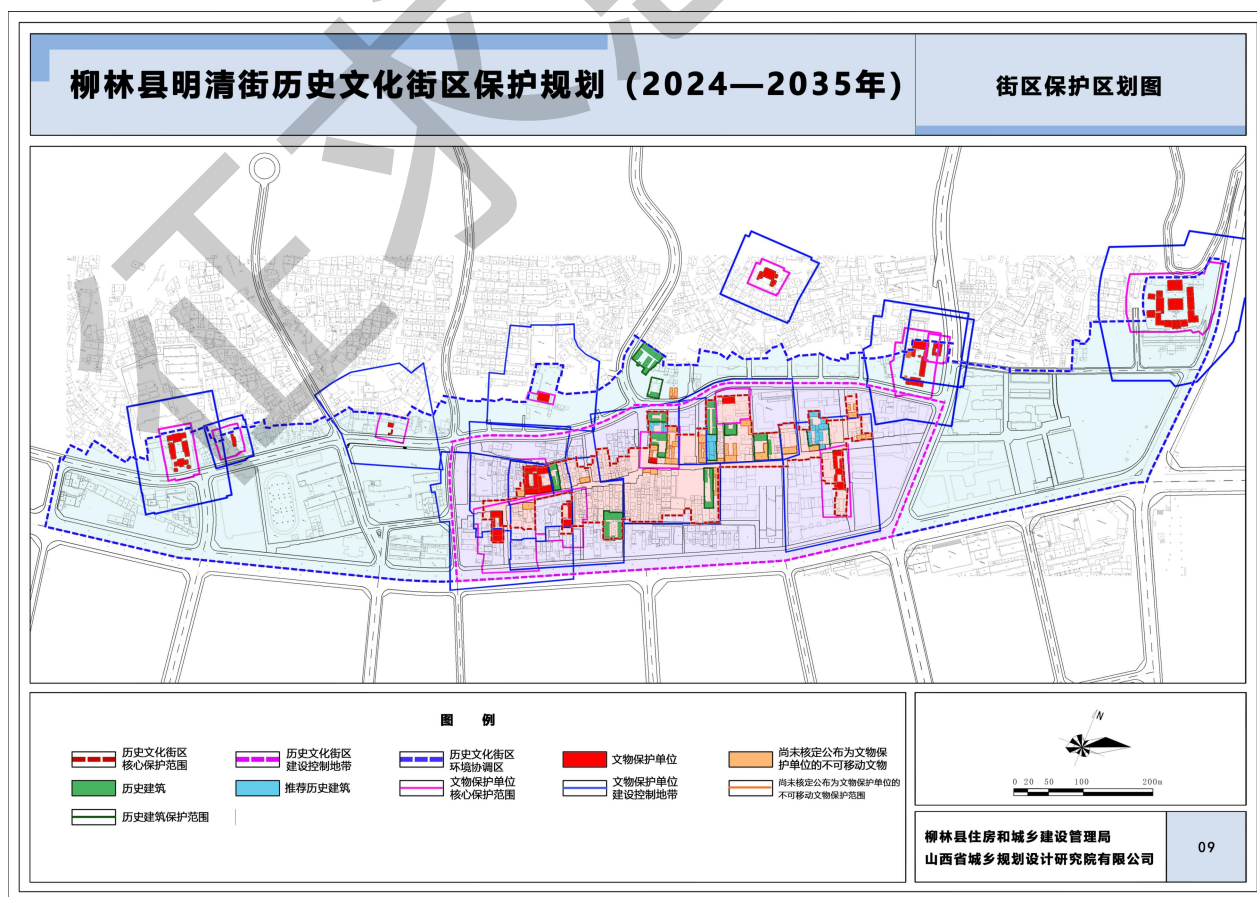 柳林县明清街历史文化街区保护规划（2024—2035年）
街区保护区划图
征求意
图 例
历史文化街区
核心保护范围
历史文化街区
建设控制地带
历史文化街区
环境协调区
文物保护单位
尚未核定公布为文物保
护单位的不可移动文物
历史建筑
推荐历史建筑
文物保护单位
核心保护范围
文物保护单位
建设控制地带
尚未核定公布为文物保护单位的
不可移动文物保护范围
历史建筑保护范围
N
0 20 50 100 200m
柳林县住房和城乡建设管理局
山西省城乡规划设计研究院有限公司
09